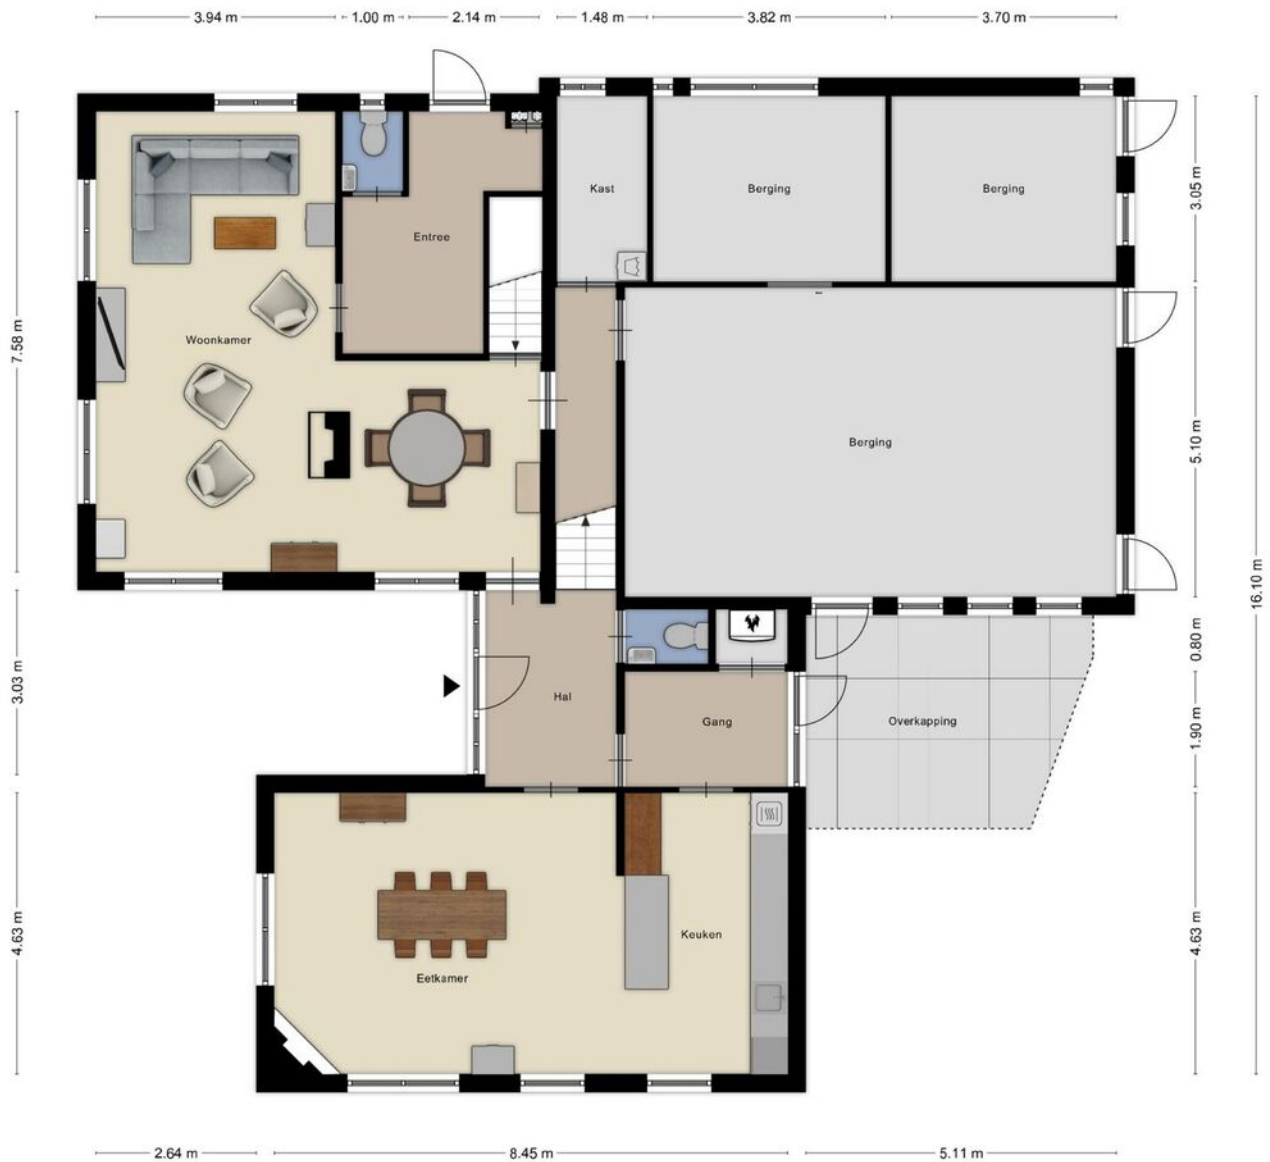 3.94 m
1.00 m
2.14 m
1.48 m
3.82 m
3.70 m
Kast
Berging
Berging
3.05 m
Entree
7.58 m
Woonkamer
Berging
5.10 m
16.10 m
0.80 m
3.03 m
Hal
Gang
Overkapping
1.90 m
4.63 m
Keuken
Eetkamer
4.63 m
2.64 m
8.45 m
5.11 m